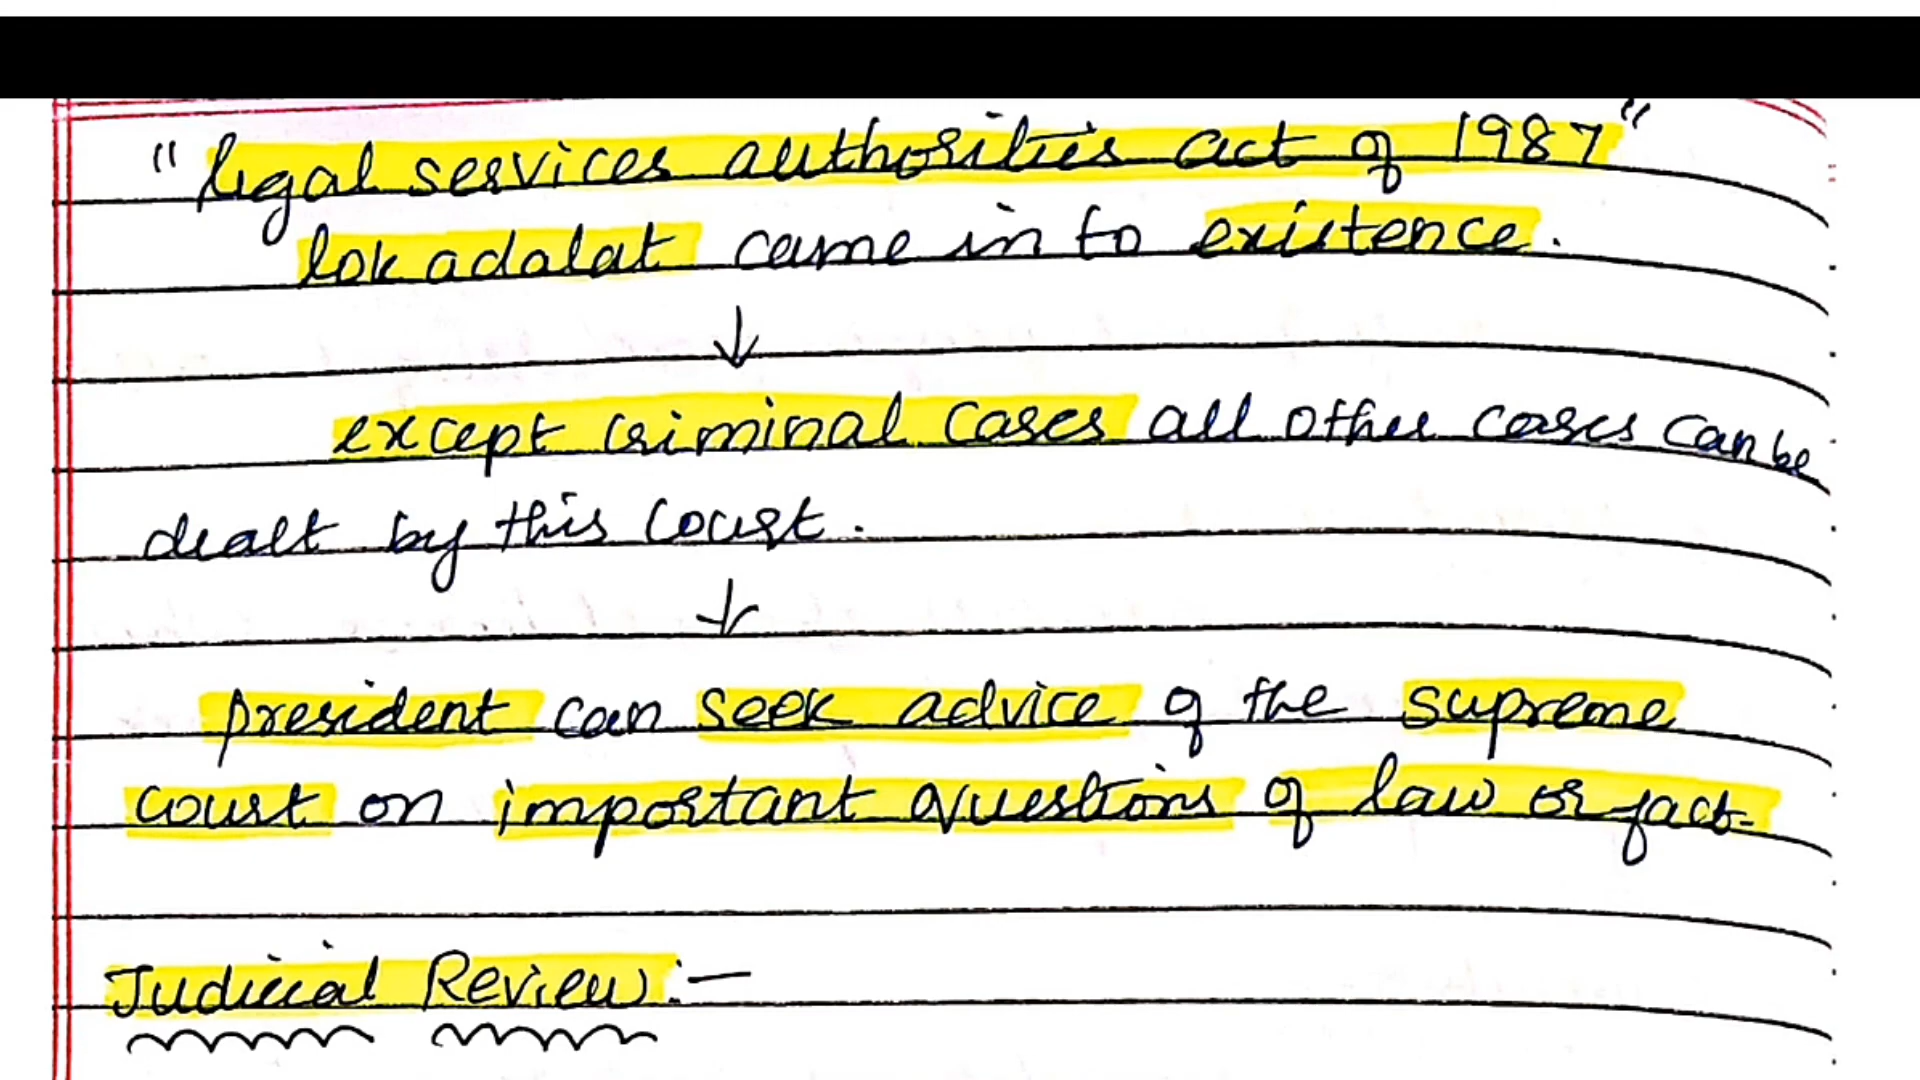 "legal services authorities act of 1987"
lok adalat came in to existence.
except criminal cases all other cases can be
dealt by this court.
president can seek advice of the supreme
court on important questions of law or fact.
Judicial Review:-